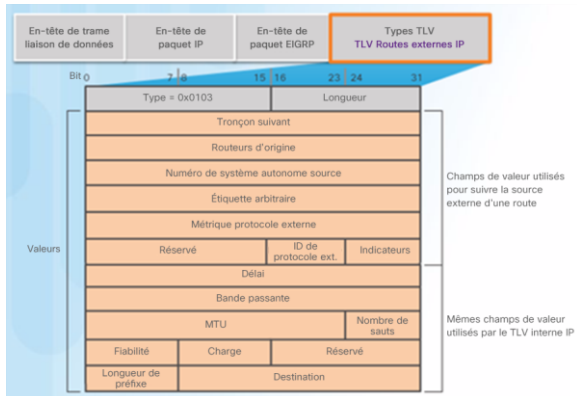 En-tête de trame
liaison de données
En-tête de
paquet IP
En-tête de
paquet EIGRP
Types TLV
TLV Routes externes IP
Bit 0 7 8 15 16 23 24 31
Type = 0x0103
Longueur
Tronçon suivant
Routeurs d'origine
Numéro de système autonome source
Étiquette arbitraire
Métrique protocole externe
Réservé
ID de
protocole ext.
Indicateurs
Délai
Bande passante
MTU
Nombre de
sauts
Fiabilité
Charge
Réservé
Longueur de
préfixe
Destination
Valeurs
Champs de valeur utilisés
pour suivre la source
externe d'une route
Mêmes champs de valeur
utilisés par le TLV interne IP